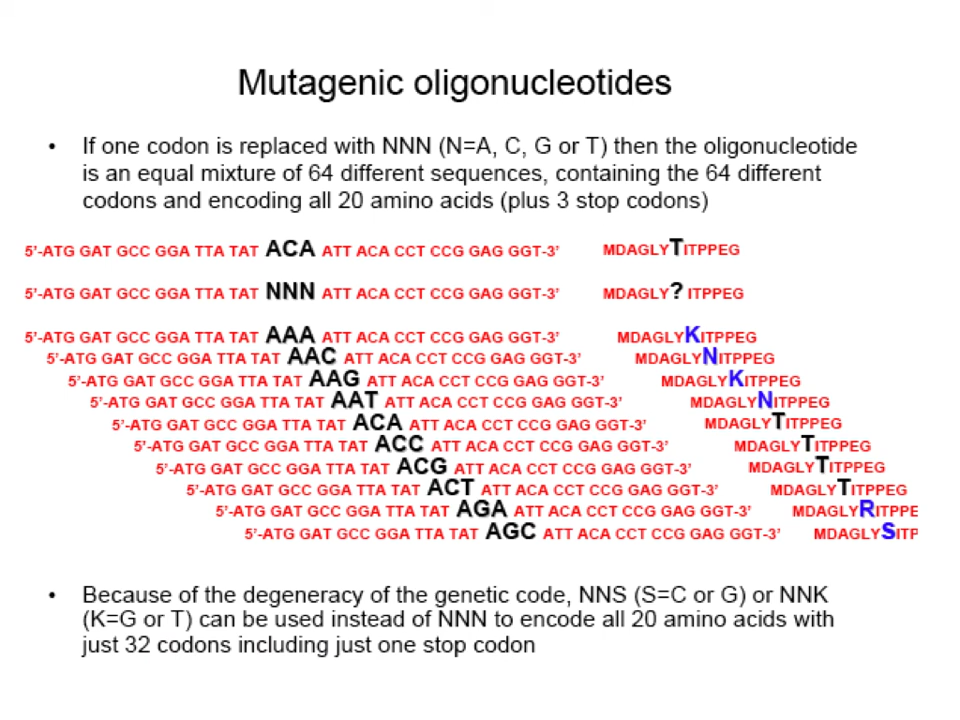 Mutagenic oligonucleotides
• If one codon is replaced with NNN (N=A, C, G or T) then the oligonucleotide
is an equal mixture of 64 different sequences, containing the 64 different
codons and encoding all 20 amino acids (plus 3 stop codons)
5'-ATG GAT GCC GGA TTA TAT ACA ATT ACA CCT CCG GAG GGT-3' MDAGLYTITPPEG
5'-ATG GAT GCC GGA TTA TAT NNN ATT ACA CCT CCG GAG GGT-3' MDAGLY? ITPPEG
5'-ATG GAT GCC GGA TTA TAT AAA ATT ACA CCT CCG GAG GGT-3' MDAGLYKITPPEG
5'-ATG GAT GCC GGA TTA TAT AAC ATT ACA CCT CCG GAG GGT-3' MDAGLYNITPPEG
5'-ATG GAT GCC GGA TTA TAT AAG ATT ACA CCT CCG GAG GGT-3' MDAGLYKITPPEG
5'-ATG GAT GCC GGA TTA TAT AAT ATT ACA CCT CCG GAG GGT-3' MDAGLYNITPPEG
5'-ATG GAT GCC GGA TTA TAT ACA ATT ACA CCT CCG GAG GGT-3' MDAGLYTITPPEG
5'-ATG GAT GCC GGA TTA TAT ACC ATT ACA CCT CCG GAG GGT-3' MDAGLYTITPPEG
5'-ATG GAT GCC GGA TTA TAT ACG ATT ACA CCT CCG GAG GGT-3' MDAGLYTITPPEG
5'-ATG GAT GCC GGA TTA TAT ACT ATT ACA CCT CCG GAG GGT-3' MDAGLYTITPPEG
5'-ATG GAT GCC GGA TTA TAT AGA ATT ACA CCT CCG GAG GGT-3' MDAGLYRITPPE
5'-ATG GAT GCC GGA TTA TAT AGC ATT ACA CCT CCG GAG GGT-3' MDAGLYSITP
• Because of the degeneracy of the genetic code, NNS (S=C or G) or NNK
(K=G or T) can be used instead of NNN to encode all 20 amino acids with
just 32 codons including just one stop codon